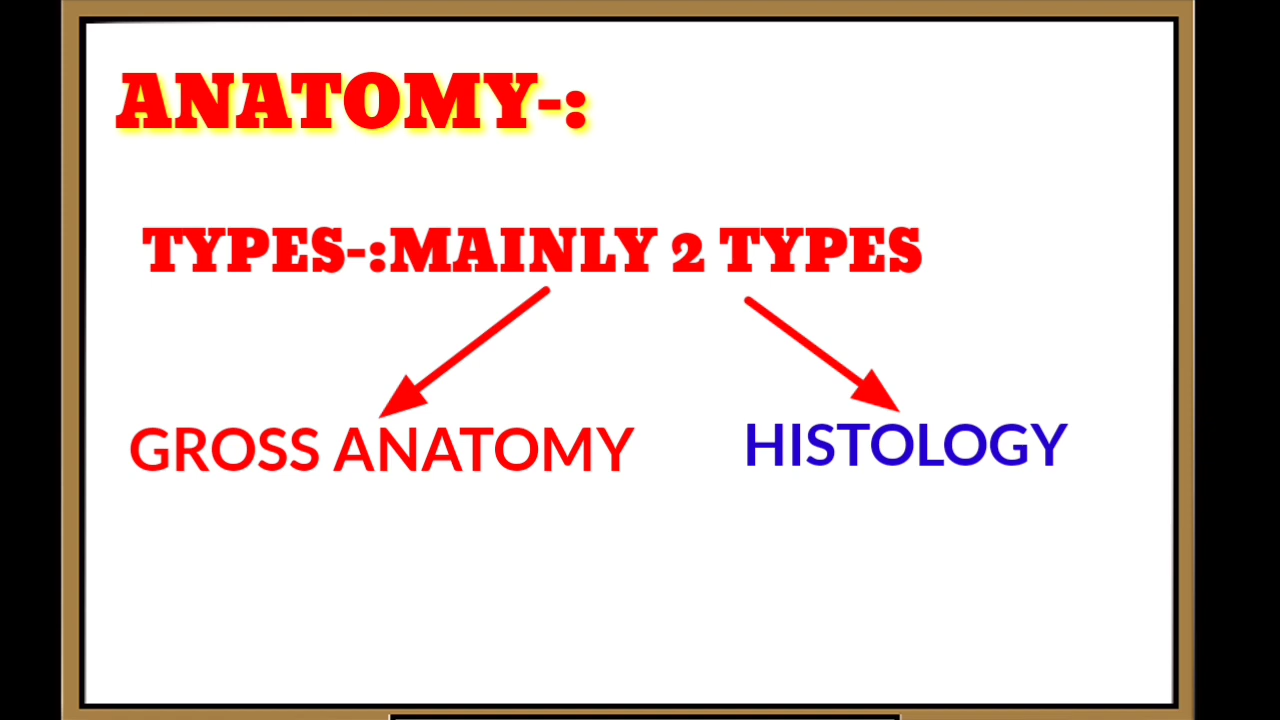 ANATOMY-:
TYPES-:MAINLY 2 TYPES
GROSS ANATOMY
HISTOLOGY